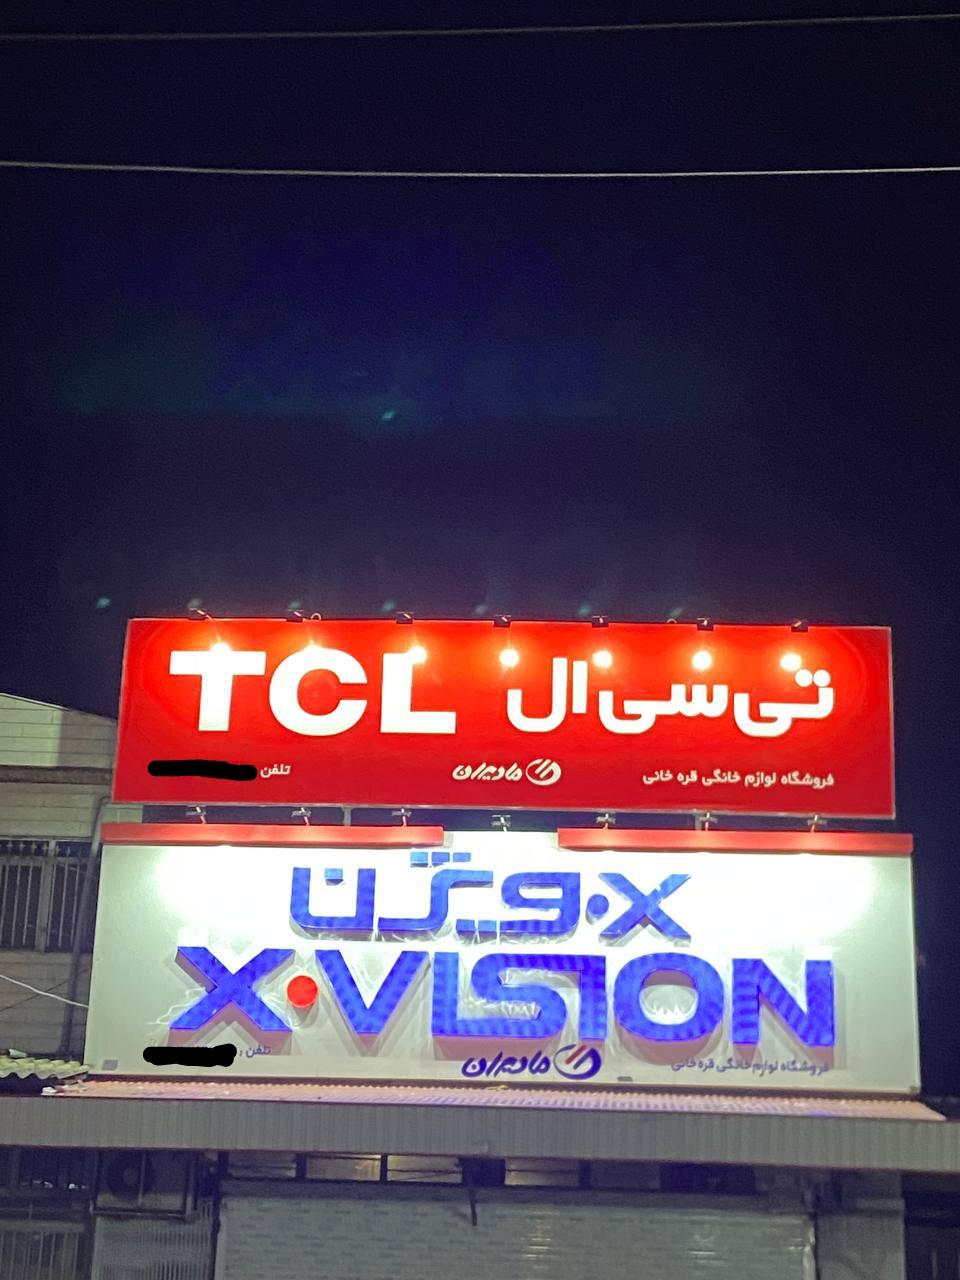 TCL تی‌سی‌ال
فروشگاه لوازم خانگی قره خانی
مادیران
تلفن
X.ویژن
X·VISION
فروشگاه لوازم خانگی قره خانی
مادیران
تلفن